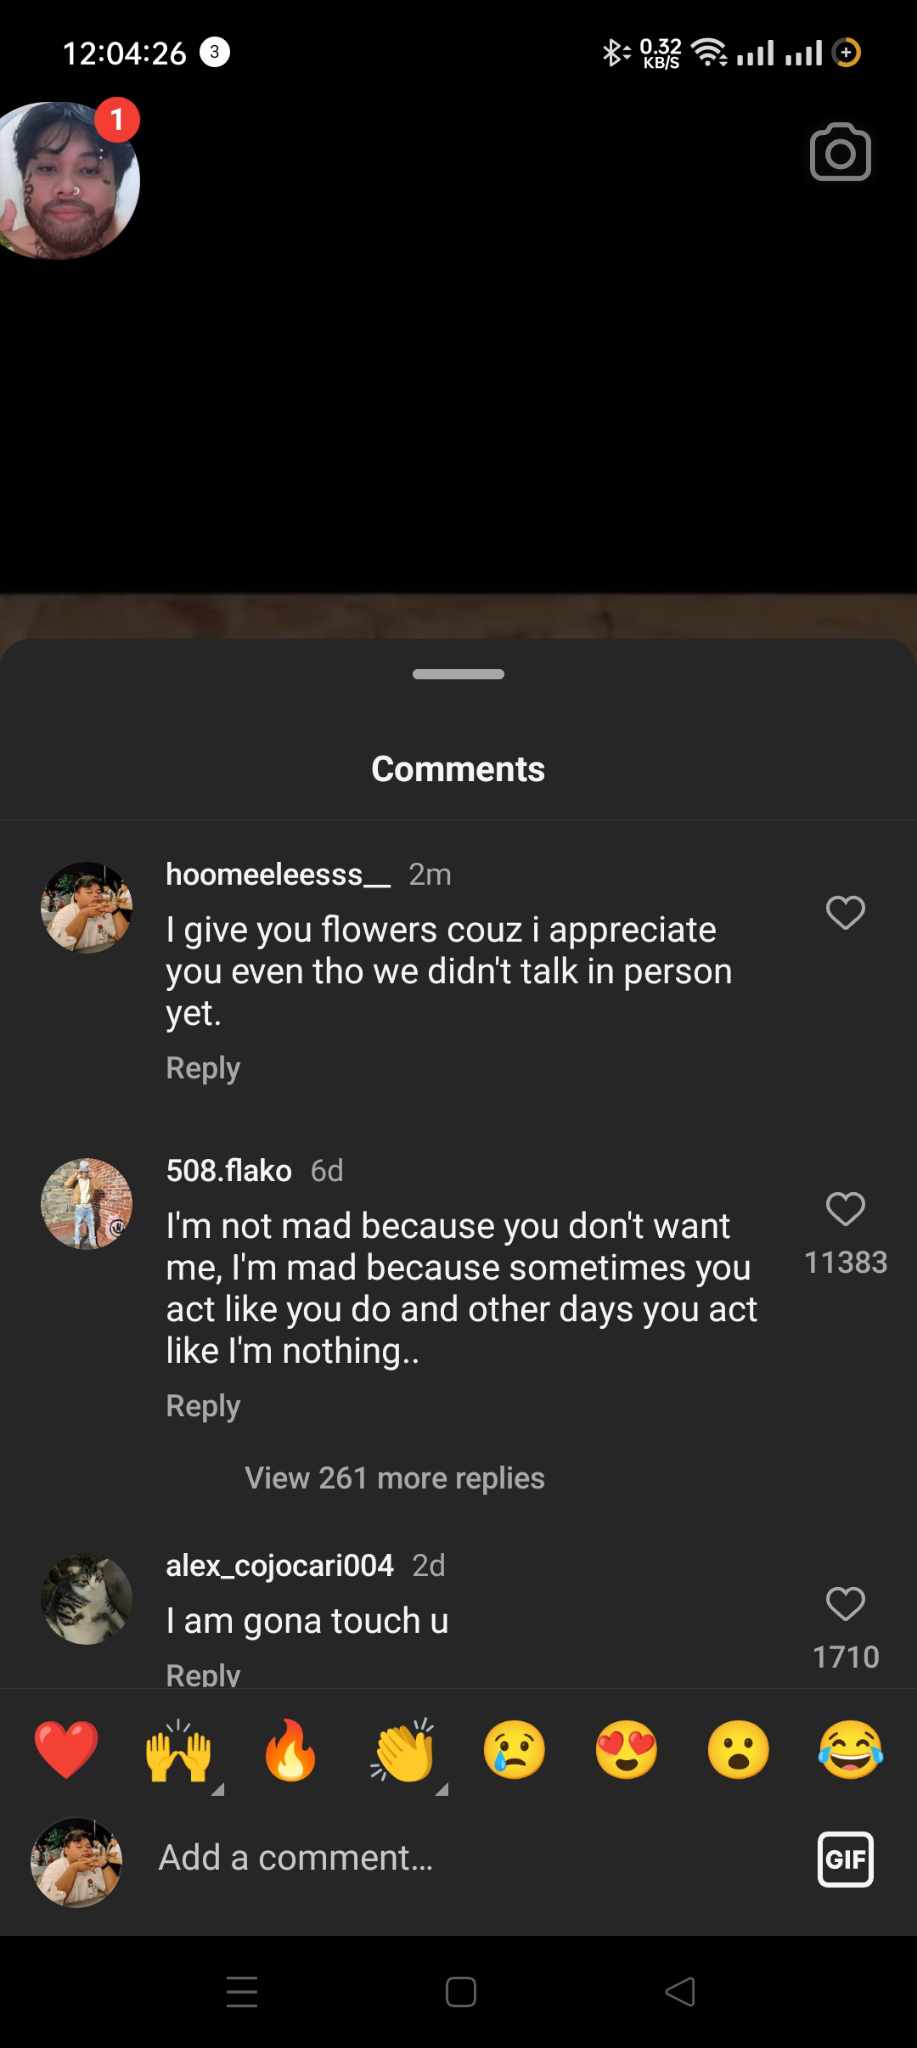 12:04:26 3 0.32 KB/S
1
Comments
hoomeeleesss__ 2m
I give you flowers couz i appreciate
you even tho we didn't talk in person
yet.
Reply
508.flako 6d
I'm not mad because you don't want
me, I'm mad because sometimes you
act like you do and other days you act
like I'm nothing..
11383
Reply
View 261 more replies
alex_cojocari004 2d
I am gona touch u
1710
Reply
Add a comment...
GIF